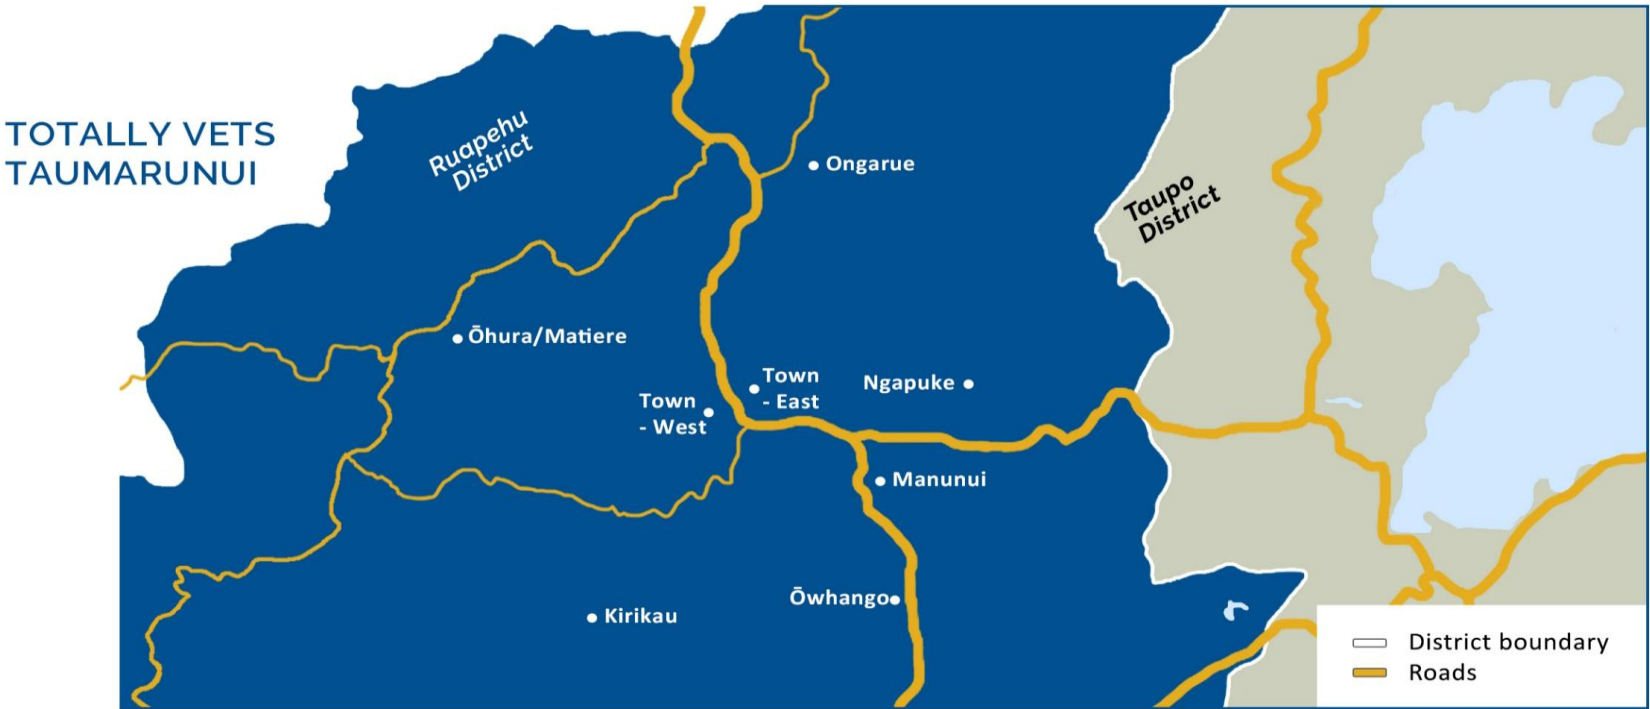 TOTALLY VETS
TAUMARUNUI
Ruapehu
District
Ongarue
Taupo
District
Ōhura/Matiere
Town
- East
Ngapuke
Town
- West
Manunui
Ōwhango
Kirikau
District boundary
Roads